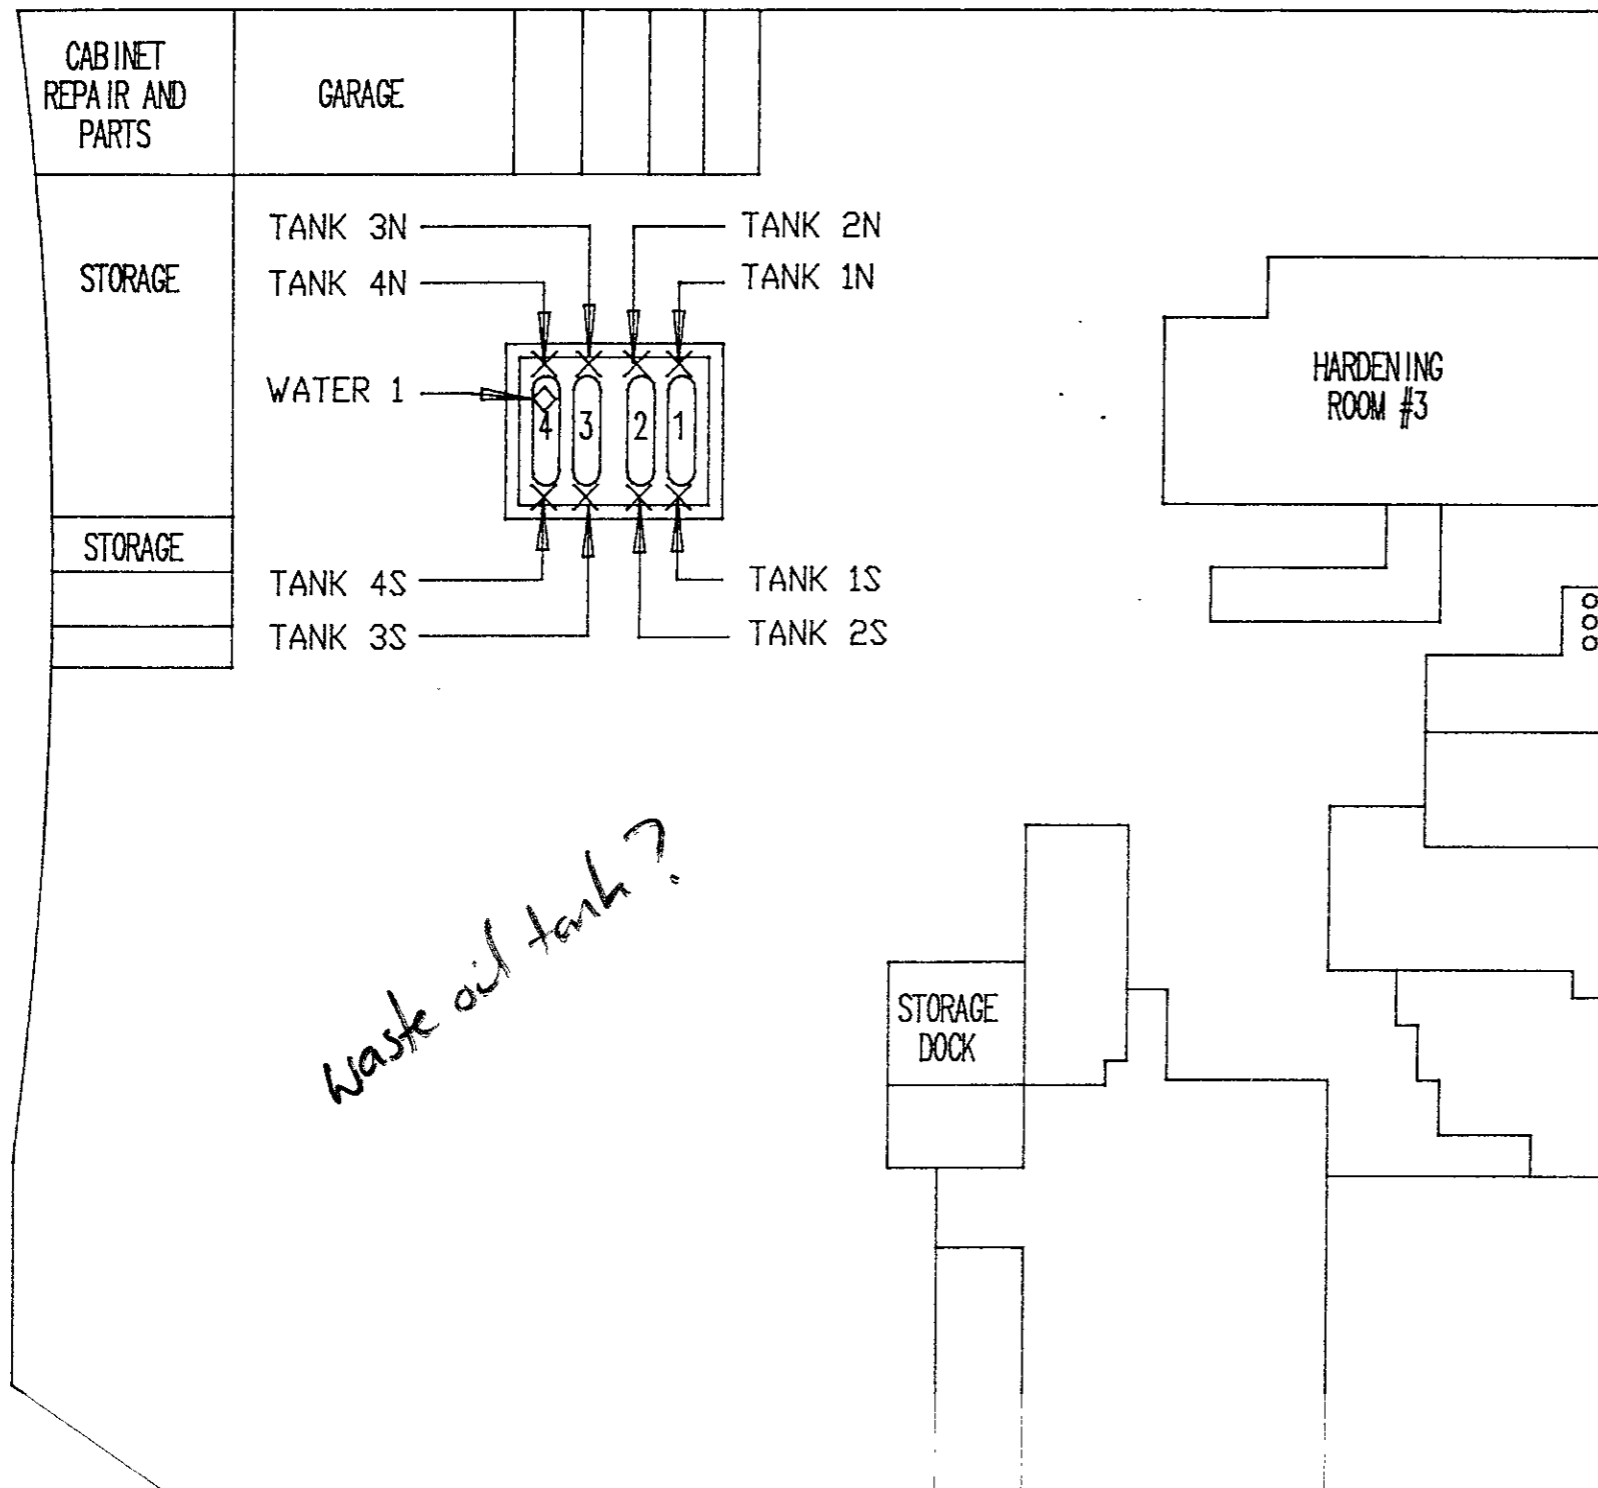 CABINET
REPAIR AND
PARTS
GARAGE
STORAGE
TANK 3N
TANK 2N
TANK 4N
TANK 1N
WATER 1
4
3
2
1
HARDENING
ROOM #3
STORAGE
TANK 4S
TANK 1S
TANK 3S
TANK 2S
waste oil tank?
STORAGE
DOCK